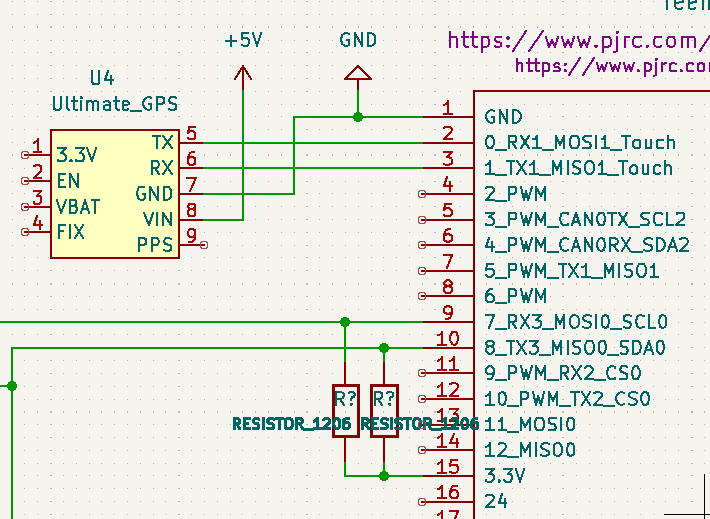 https://www.pjrc.com/
https://www.pjrc.co
+5V
GND
U4
Ultimate_GPS
1 3.3V
2 EN
3 VBAT
4 FIX
TX 5
RX 6
GND 7
VIN 8
PPS 9
1 GND
2 0_RX1_MOSI1_Touch
3 1_TX1_MISO1_Touch
4 2_PWM
5 3_PWM_CAN0TX_SCL2
6 4_PWM_CAN0RX_SDA2
7 5_PWM_TX1_MISO1
8 6_PWM
9 7_RX3_MOSI0_SCL0
10 8_TX3_MISO0_SDA0
11 9_PWM_RX2_CS0
12 10_PWM_TX2_CS0
13 11_MOSI0
14 12_MISO0
15 3.3V
16 24
17
R? R?
RESISTOR_1206 RESISTOR_1206